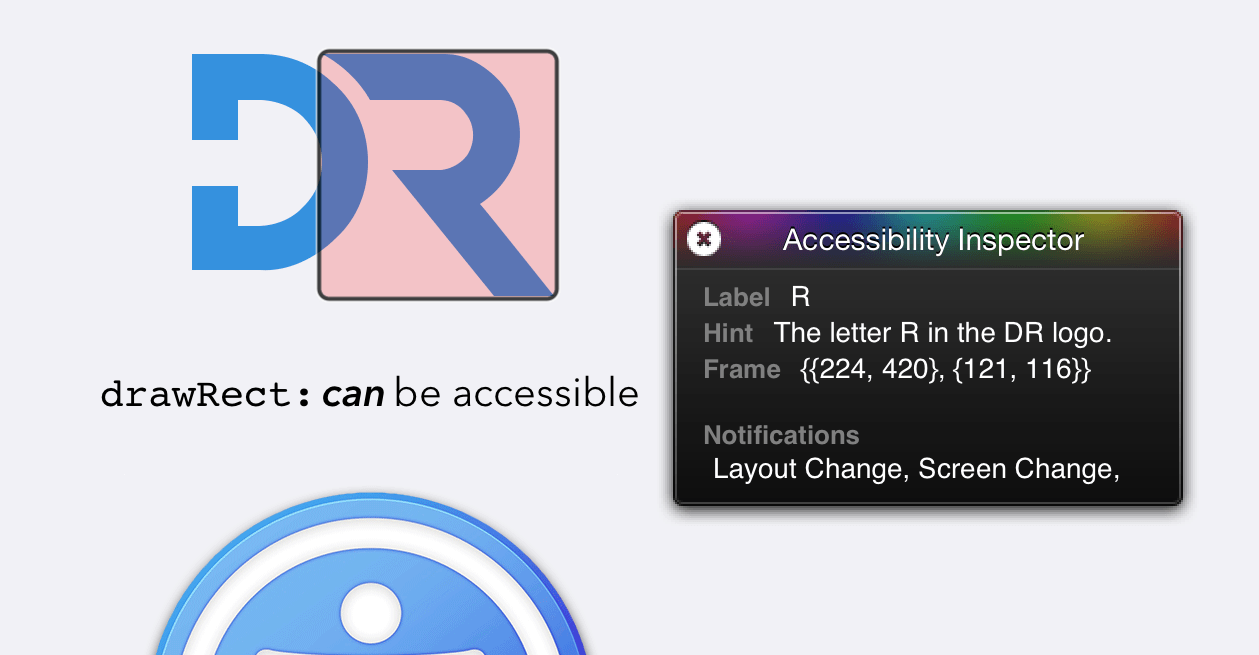 DR
Accessibility Inspector
Label R
Hint The letter R in the DR logo.
Frame {{224, 420}, {121, 116}}
drawRect: can be accessible
Notifications
Layout Change, Screen Change,